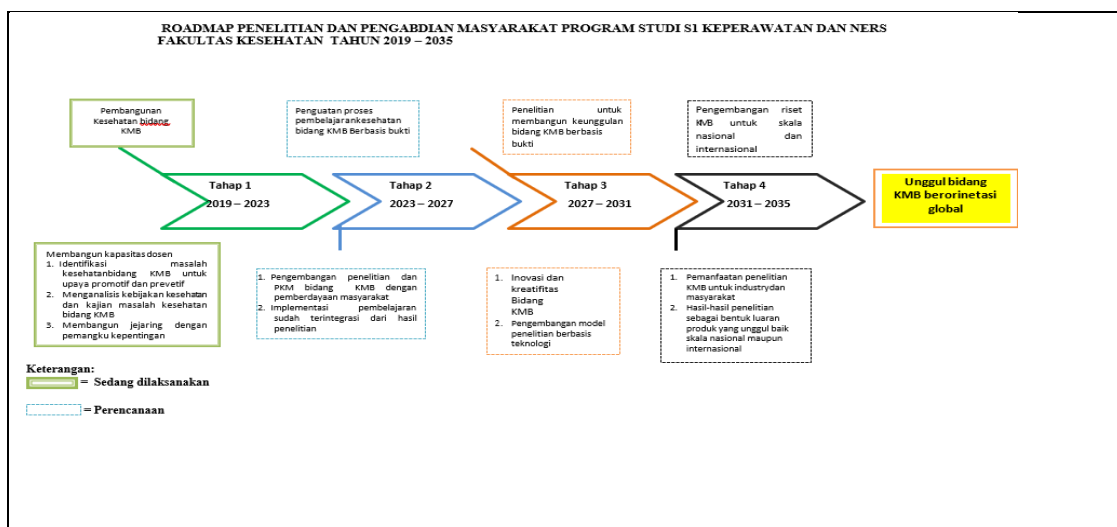 ROADMAP PENELITIAN DAN PENGABDIAN MASYARAKAT PROGRAM STUDI S1 KEPERAWATAN DAN NERS
FAKULTAS KESEHATAN TAHUN 2019 – 2035
Pembangunan
Kesehatan bidang
KMB
Penguatan proses
pembelajarankesehatan
bidang KMB Berbasis bukti
Penelitian untuk
membangun keunggulan
bidang KMB berbasis
bukti
Pengembangan riset
KMB untuk skala
nasional dan
internasional
Tahap 1
2019 – 2023
Tahap 2
2023 – 2027
Tahap 3
2027 – 2031
Tahap 4
2031 – 2035
Unggul bidang
KMB berorinetasi
global
Membangun kapasitas dosen
1. Identifikasi masalah
kesehatanbidang KMB untuk
upaya promotif dan prevetif
2. Menganalisis kebijakan kesehatan
dan kajian masalah kesehatan
bidang KMB
3. Membangun jejaring dengan
pemangku kepentingan
1. Pengembangan penelitian dan
PKM bidang KMB dengan
pemberdayaan masyarakat
2. Implementasi pembelajaran
sudah terintegrasi dari hasil
penelitian
1. Inovasi dan
kreatifitas
Bidang
KMB
2. Pengembangan model
penelitian berbasis
teknologi
1. Pemanfaatan penelitian
KMB untuk industrydan
masyarakat
2. Hasil-hasil penelitian
sebagai bentuk luaran
produk yang unggul baik
skala nasional maupun
internasional
Keterangan:
= Sedang dilaksanakan
= Perencanaan